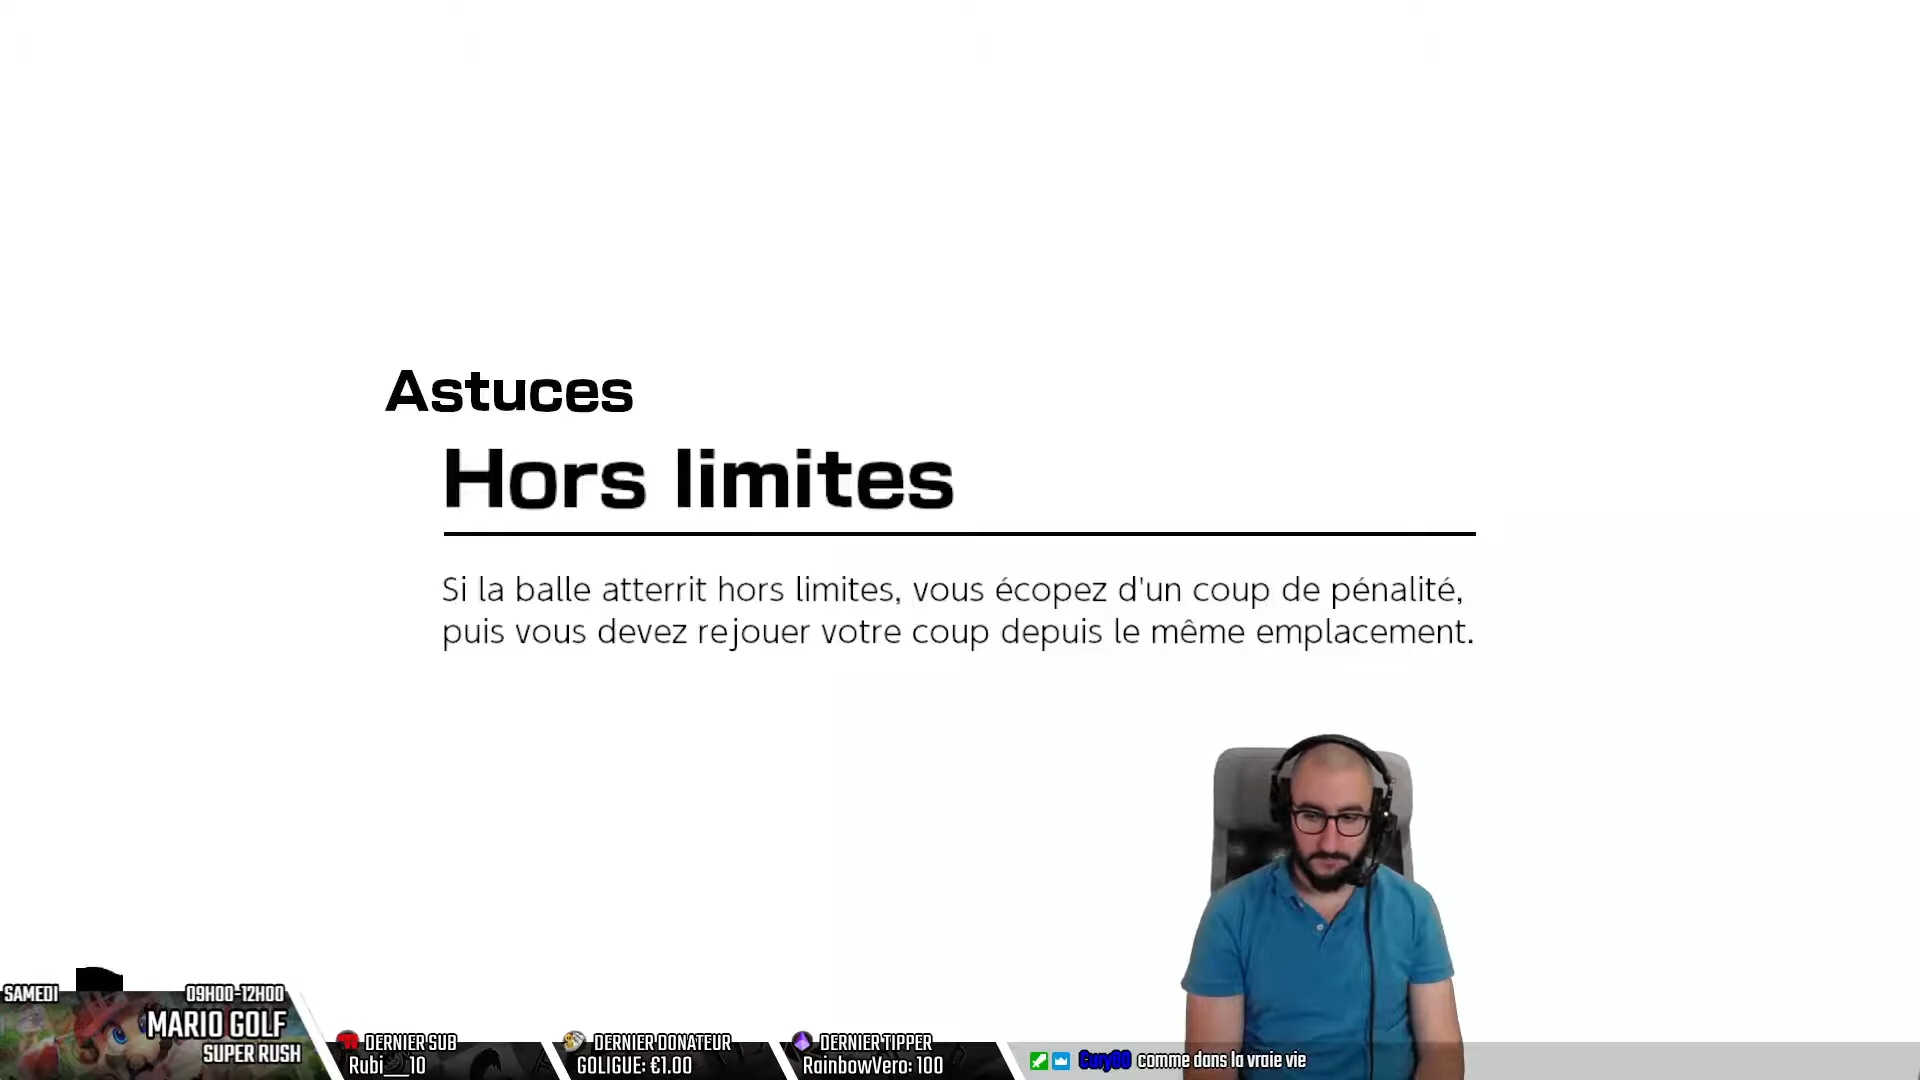 Astuces
Hors limites
Si la balle atterrit hors limites, vous écopez d'un coup de pénalité,
puis vous devez rejouer votre coup depuis le même emplacement.
SAMEDI 09H00-12H00
MARIO GOLF
SUPER RUSH
DERNIER SUB
Rubi__10
DERNIER DONATEUR
GOLIGUE: €1.00
DERNIER TIPPER
RainbowVero: 100
Cury00 comme dans la vraie vie